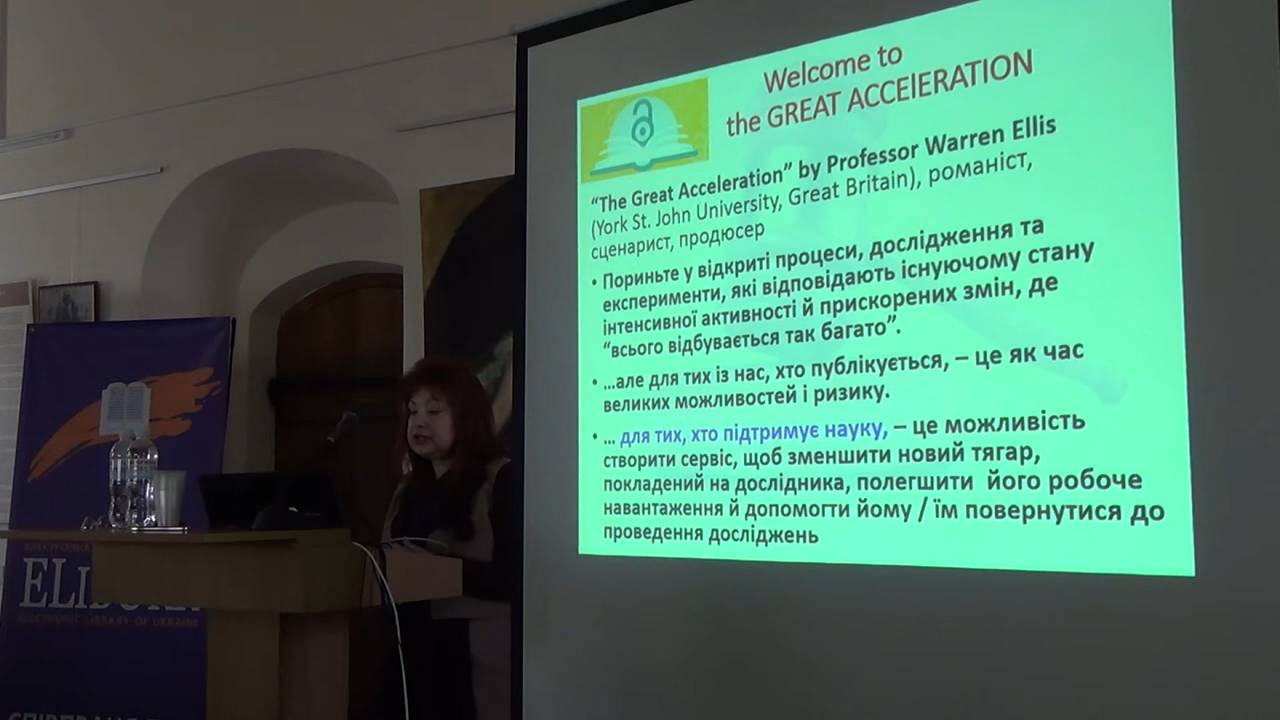 Welcome to
the GREAT ACCElERATION
“The Great Acceleration” by Professor Warren Ellis
(York St. John University, Great Britain), романіст,
сценарист, продюсер
• Пориньте у відкриті процеси, дослідження та
експерименти, які відповідають існуючому стану
інтенсивної активності й прискорених змін, де
“всього відбувається так багато”.
• ...але для тих із нас, хто публікується, – це як час
великих можливостей і ризику.
• ... для тих, хто підтримує науку, – це можливість
створити сервіс, щоб зменшити новий тягар,
покладений на дослідника, полегшити його робоче
навантаження й допомогти йому / їм повернутися до
проведення досліджень
ELECTRONIC LIBRARY OF UKRAINE